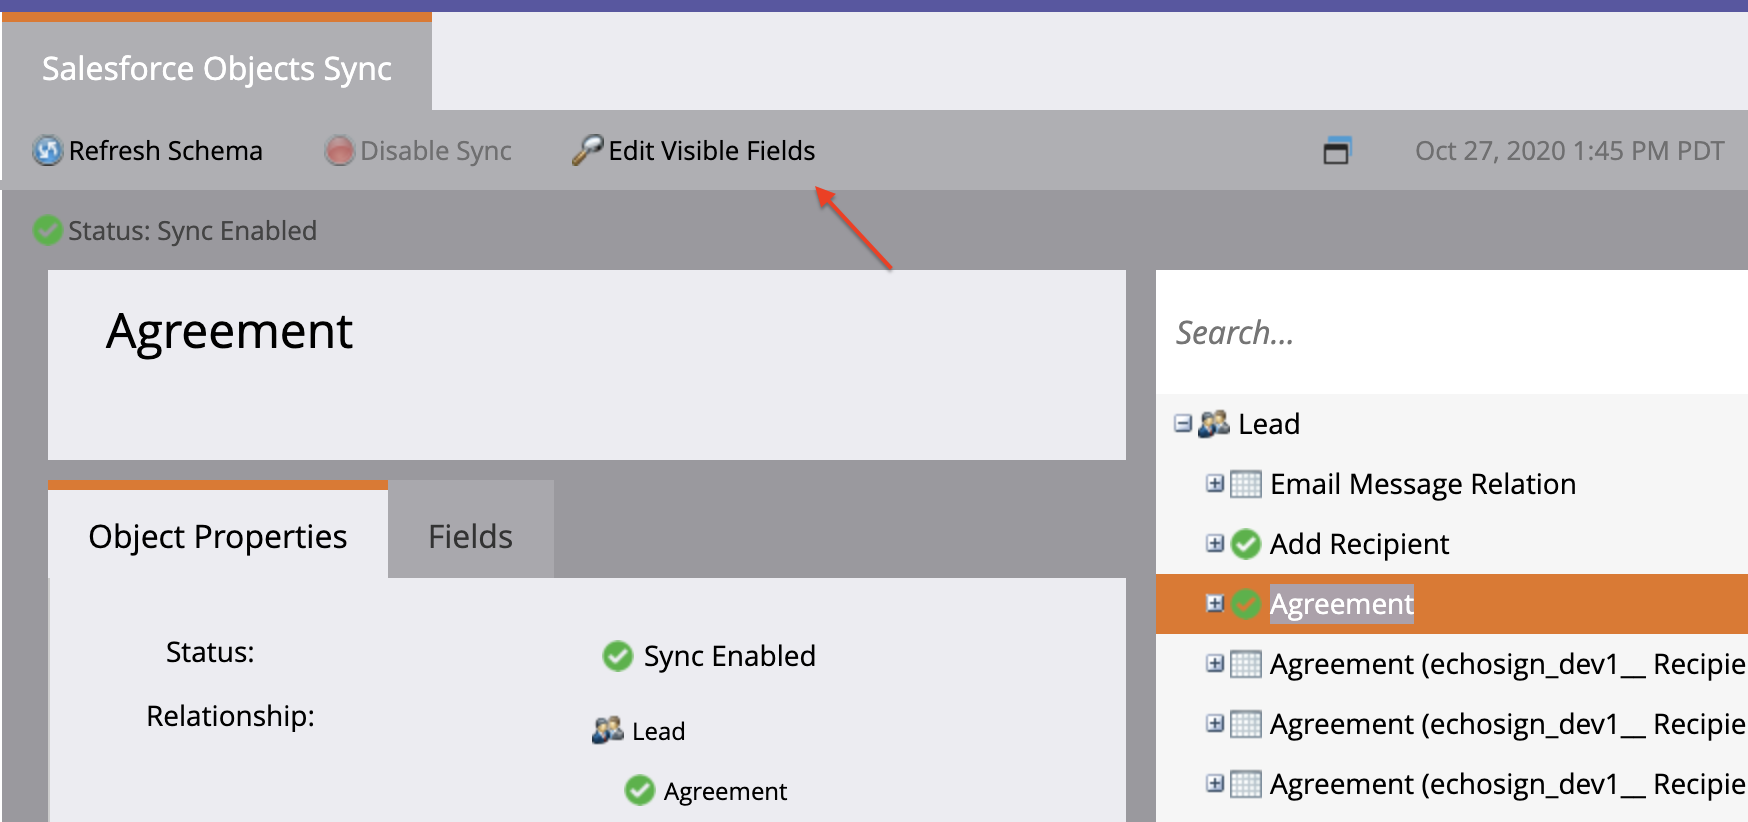 Salesforce Objects Sync
Refresh Schema Disable Sync Edit Visible Fields Oct 27, 2020 1:45 PM PDT
Status: Sync Enabled
Agreement
Object Properties Fields
Status: Sync Enabled
Relationship: Lead
Agreement
Search...
Lead
Email Message Relation
Add Recipient
Agreement
Agreement (echosign_dev1__ Recipie
Agreement (echosign_dev1__ Recipie
Agreement (echosign_dev1__ Recipie